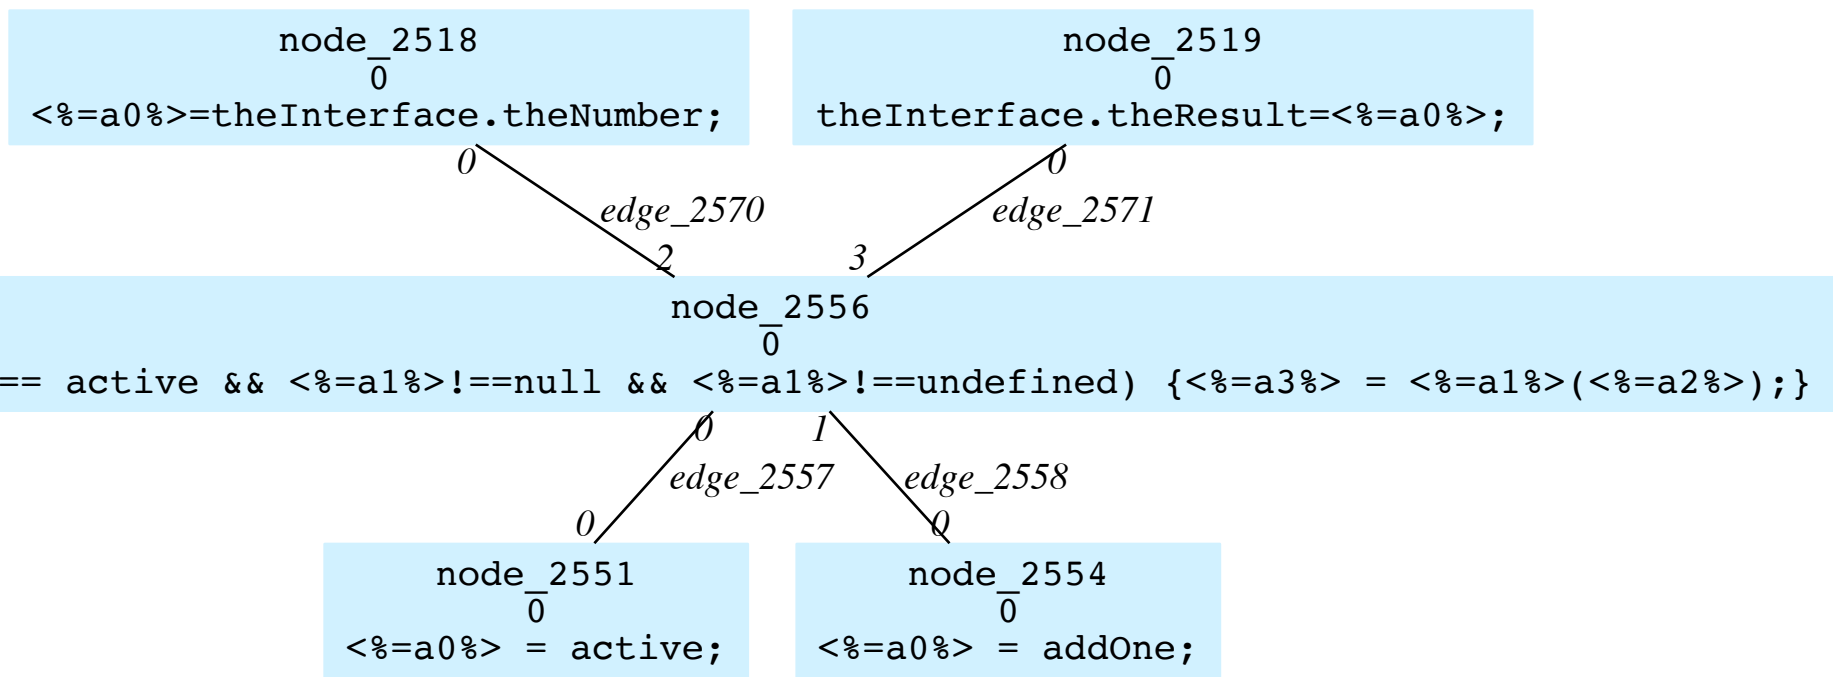 node_2518
0
<%=a0%>=theInterface.theNumber;
node_2519
0
theInterface.theResult=<%=a0%>;
0
0
edge_2570
edge_2571
2
3
node_2556
0
== active && <%=a1%>!==null && <%=a1%>!==undefined) {<%=a3%> = <%=a1%>(<%=a2%>);}
0
1
edge_2557
edge_2558
0
0
node_2551
0
<%=a0%> = active;
node_2554
0
<%=a0%> = addOne;